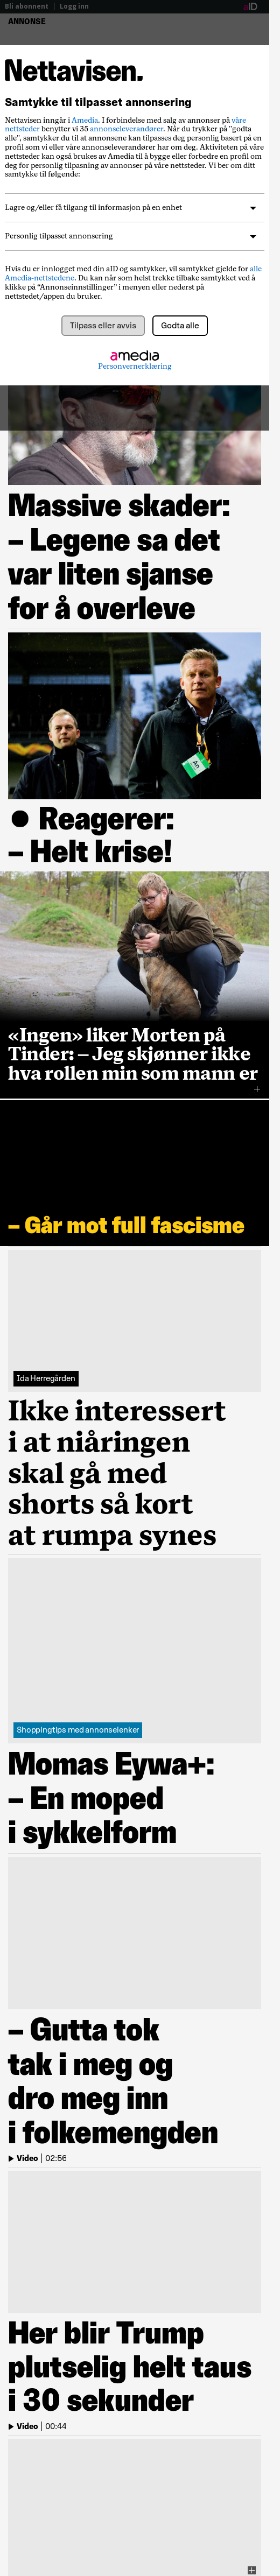 Bli abonnent | Logg inn
aID
ANNONSE
Nettavisen.
Samtykke til tilpasset annonsering
Nettavisen inngår i Amedia. I forbindelse med salg av annonser på våre
nettsteder benytter vi 35 annonseleverandører. Når du trykker på "godta
alle", samtykker du til at annonsene kan tilpasses deg personlig basert på en
profil som vi eller våre annonseleverandører har om deg. Aktiviteten på våre
nettsteder kan også brukes av Amedia til å bygge eller forbedre en profil om
deg for personlig tilpasning av annonser på våre nettsteder. Vi ber om ditt
samtykke til følgende:
Lagre og/eller få tilgang til informasjon på en enhet
Personlig tilpasset annonsering
Hvis du er innlogget med din aID og samtykker, vil samtykket gjelde for alle
Amedia-nettstedene. Du kan når som helst trekke tilbake samtykket ved å
klikke på “Annonseinnstillinger” i menyen eller nederst på
nettstedet/appen du bruker.
Tilpass eller avvis
Godta alle
amedia
Personvernerklæring
Massive skader:
– Legene sa det
var liten sjanse
for å overleve
● Reagerer:
– Helt krise!
«Ingen» liker Morten på
Tinder: – Jeg skjønner ikke
hva rollen min som mann er
– Går mot full fascisme
Ida Herregården
Ikke interessert
i at niåringen
skal gå med
shorts så kort
at rumpa synes
Shoppingtips med annonselenker
Momas Eywa+:
– En moped
i sykkelform
– Gutta tok
tak i meg og
dro meg inn
i folkemengden
Video | 02:56
Her blir Trump
plutselig helt taus
i 30 sekunder
Video | 00:44